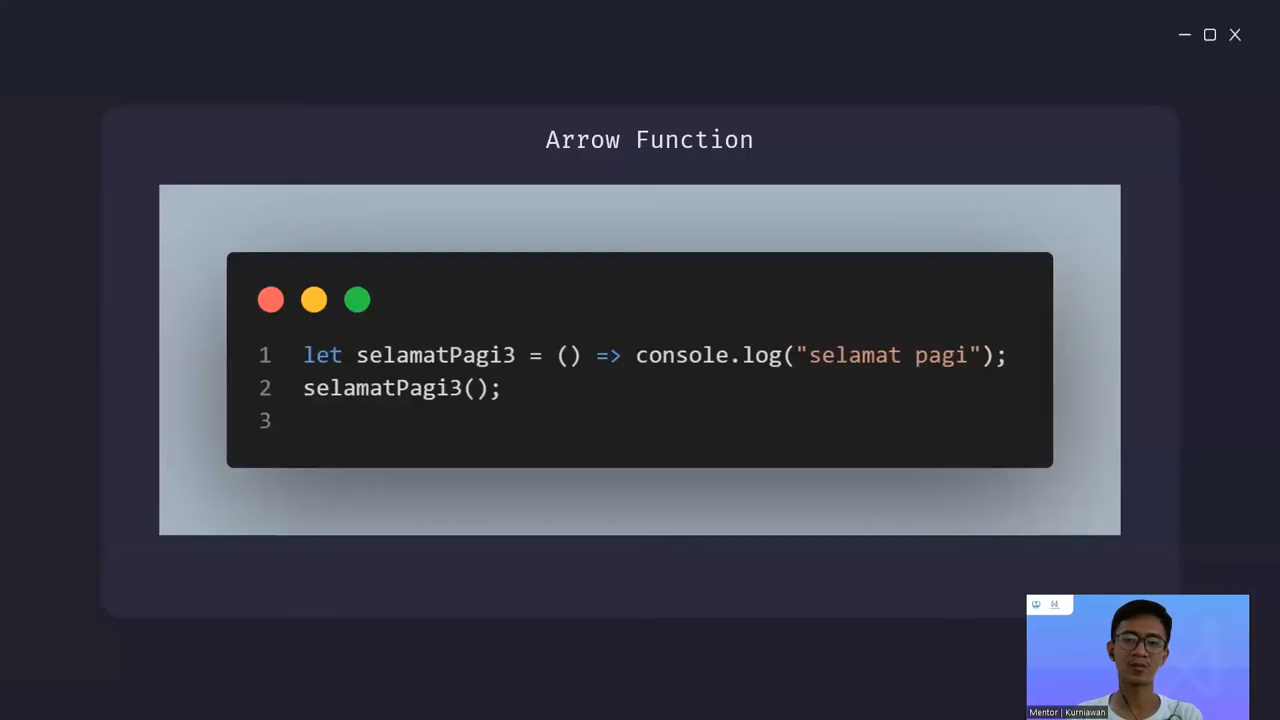 Arrow Function
1 let selamatPagi3 = () => console.log("selamat pagi");
2 selamatPagi3();
3
Mentor | Kurniawan